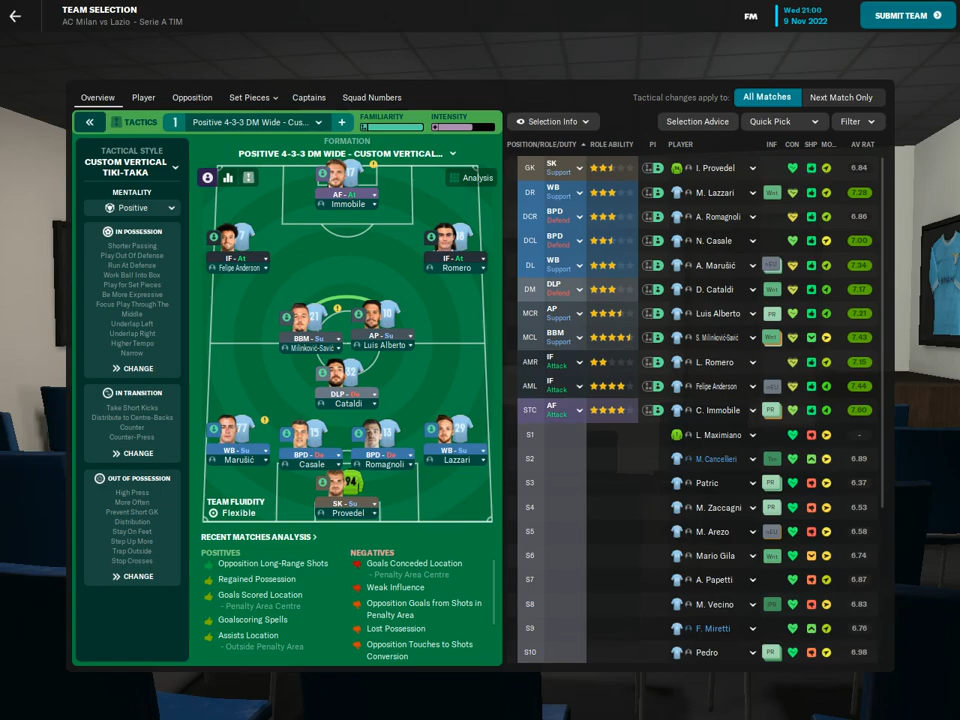 TEAM SELECTION
AC Milan vs Lazio - Serie A TIM
FM
Wed 21:00
9 Nov 2022
SUBMIT TEAM
Overview
Player
Opposition
Set Pieces
Captains
Squad Numbers
Tactical changes apply to:
All Matches
Next Match Only
TACTICS
1
Positive 4-3-3 DM Wide - Cus...
FAMILIARITY
INTENSITY
TACTICAL STYLE
CUSTOM VERTICAL
TIKI-TAKA
MENTALITY
Positive
IN POSSESSION
Shorter Passing
Play Out Of Defense
Run At Defense
Work Ball Into Box
Play for Set Pieces
Be More Expressive
Focus Play Through The
Middle
Underlap Left
Underlap Right
Higher Tempo
Narrow
CHANGE
IN TRANSITION
Take Short Kicks
Distribute to Centre-Backs
Counter
Counter-Press
CHANGE
OUT OF POSSESSION
High Press
More Often
Prevent Short GK
Distribution
Stay On Feet
Step Up More
Trap Outside
Stop Crosses
CHANGE
FORMATION
POSITIVE 4-3-3 DM WIDE - CUSTOM VERTICAL...
Analysis
17
AF - At
Immobile
7
IF - At
Felipe Anderson
18
IF - At
Romero
21
BBM - Su
Milinković-Savić
10
AP - Su
Luis Alberto
32
DLP - De
Cataldi
77
WB - Su
Marušić
15
BPD - De
Casale
13
BPD - De
Romagnoli
29
WB - Su
Lazzari
94
SK - Su
Provedel
TEAM FLUIDITY
Flexible
RECENT MATCHES ANALYSIS
POSITIVES
Opposition Long-Range Shots
Regained Possession
Goals Scored Location
- Penalty Area Centre
Goalscoring Spells
Assists Location
- Outside Penalty Area
NEGATIVES
Goals Conceded Location
- Penalty Area Centre
Weak Influence
Opposition Goals from Shots in
Penalty Area
Lost Possession
Opposition Touches to Shots
Conversion
Selection Info
Selection Advice
Quick Pick
Filter
POSITION/ROLE/DUTY
ROLE ABILITY
PI
PLAYER
INF
CON
SHP
MO...
AV RAT
GK SK Support I. Provedel 6.84
DR WB Support M. Lazzari Wnt 7.28
DCR BPD Defend A. Romagnoli 6.86
DCL BPD Defend N. Casale 7.00
DL WB Support A. Marušić nEU 7.34
DM DLP Defend D. Cataldi Wnt 7.17
MCR AP Support Luis Alberto PR 7.21
MCL BBM Support S. Milinković-Savić Wnt 7.43
AMR IF Attack L. Romero 7.15
AML IF Attack Felipe Anderson nEU 7.44
STC AF Attack C. Immobile PR 7.60
S1 L. Maximiano -
S2 M. Cancellieri Trn 6.89
S3 Patric PR 6.37
S4 M. Zaccagni PR 6.53
S5 M. Arezo nEU 6.58
S6 Mario Gila Wnt 6.74
S7 A. Papetti 6.87
S8 M. Vecino PR 6.83
S9 F. Miretti 6.76
S10 Pedro PR 6.98